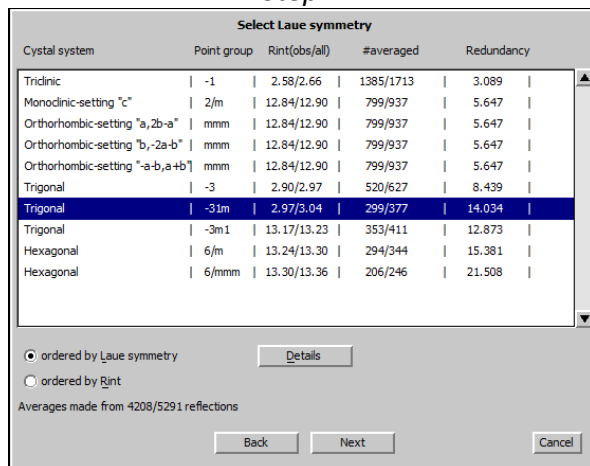 Select Laue symmetry
Cystal system Point group Rint(obs/all) #averaged Redundancy
Triclinic | -1 | 2.58/2.66 | 1385/1713 | 3.089 |
Monoclinic-setting "c" | 2/m | 12.84/12.90 | 799/937 | 5.647 |
Orthorhombic-setting "a,2b-a" | mmm | 12.84/12.90 | 799/937 | 5.647 |
Orthorhombic-setting "b,-2a-b" | mmm | 12.84/12.90 | 799/937 | 5.647 |
Orthorhombic-setting "-a-b,a+b" | mmm | 12.84/12.90 | 799/937 | 5.647 |
Trigonal | -3 | 2.90/2.97 | 520/627 | 8.439 |
Trigonal | -31m | 2.97/3.04 | 299/377 | 14.034 |
Trigonal | -3m1 | 13.17/13.23 | 353/411 | 12.873 |
Hexagonal | 6/m | 13.24/13.30 | 294/344 | 15.381 |
Hexagonal | 6/mmm | 13.30/13.36 | 206/246 | 21.508 |
ordered by Laue symmetry Details
ordered by Rint
Averages made from 4208/5291 reflections
Back Next Cancel